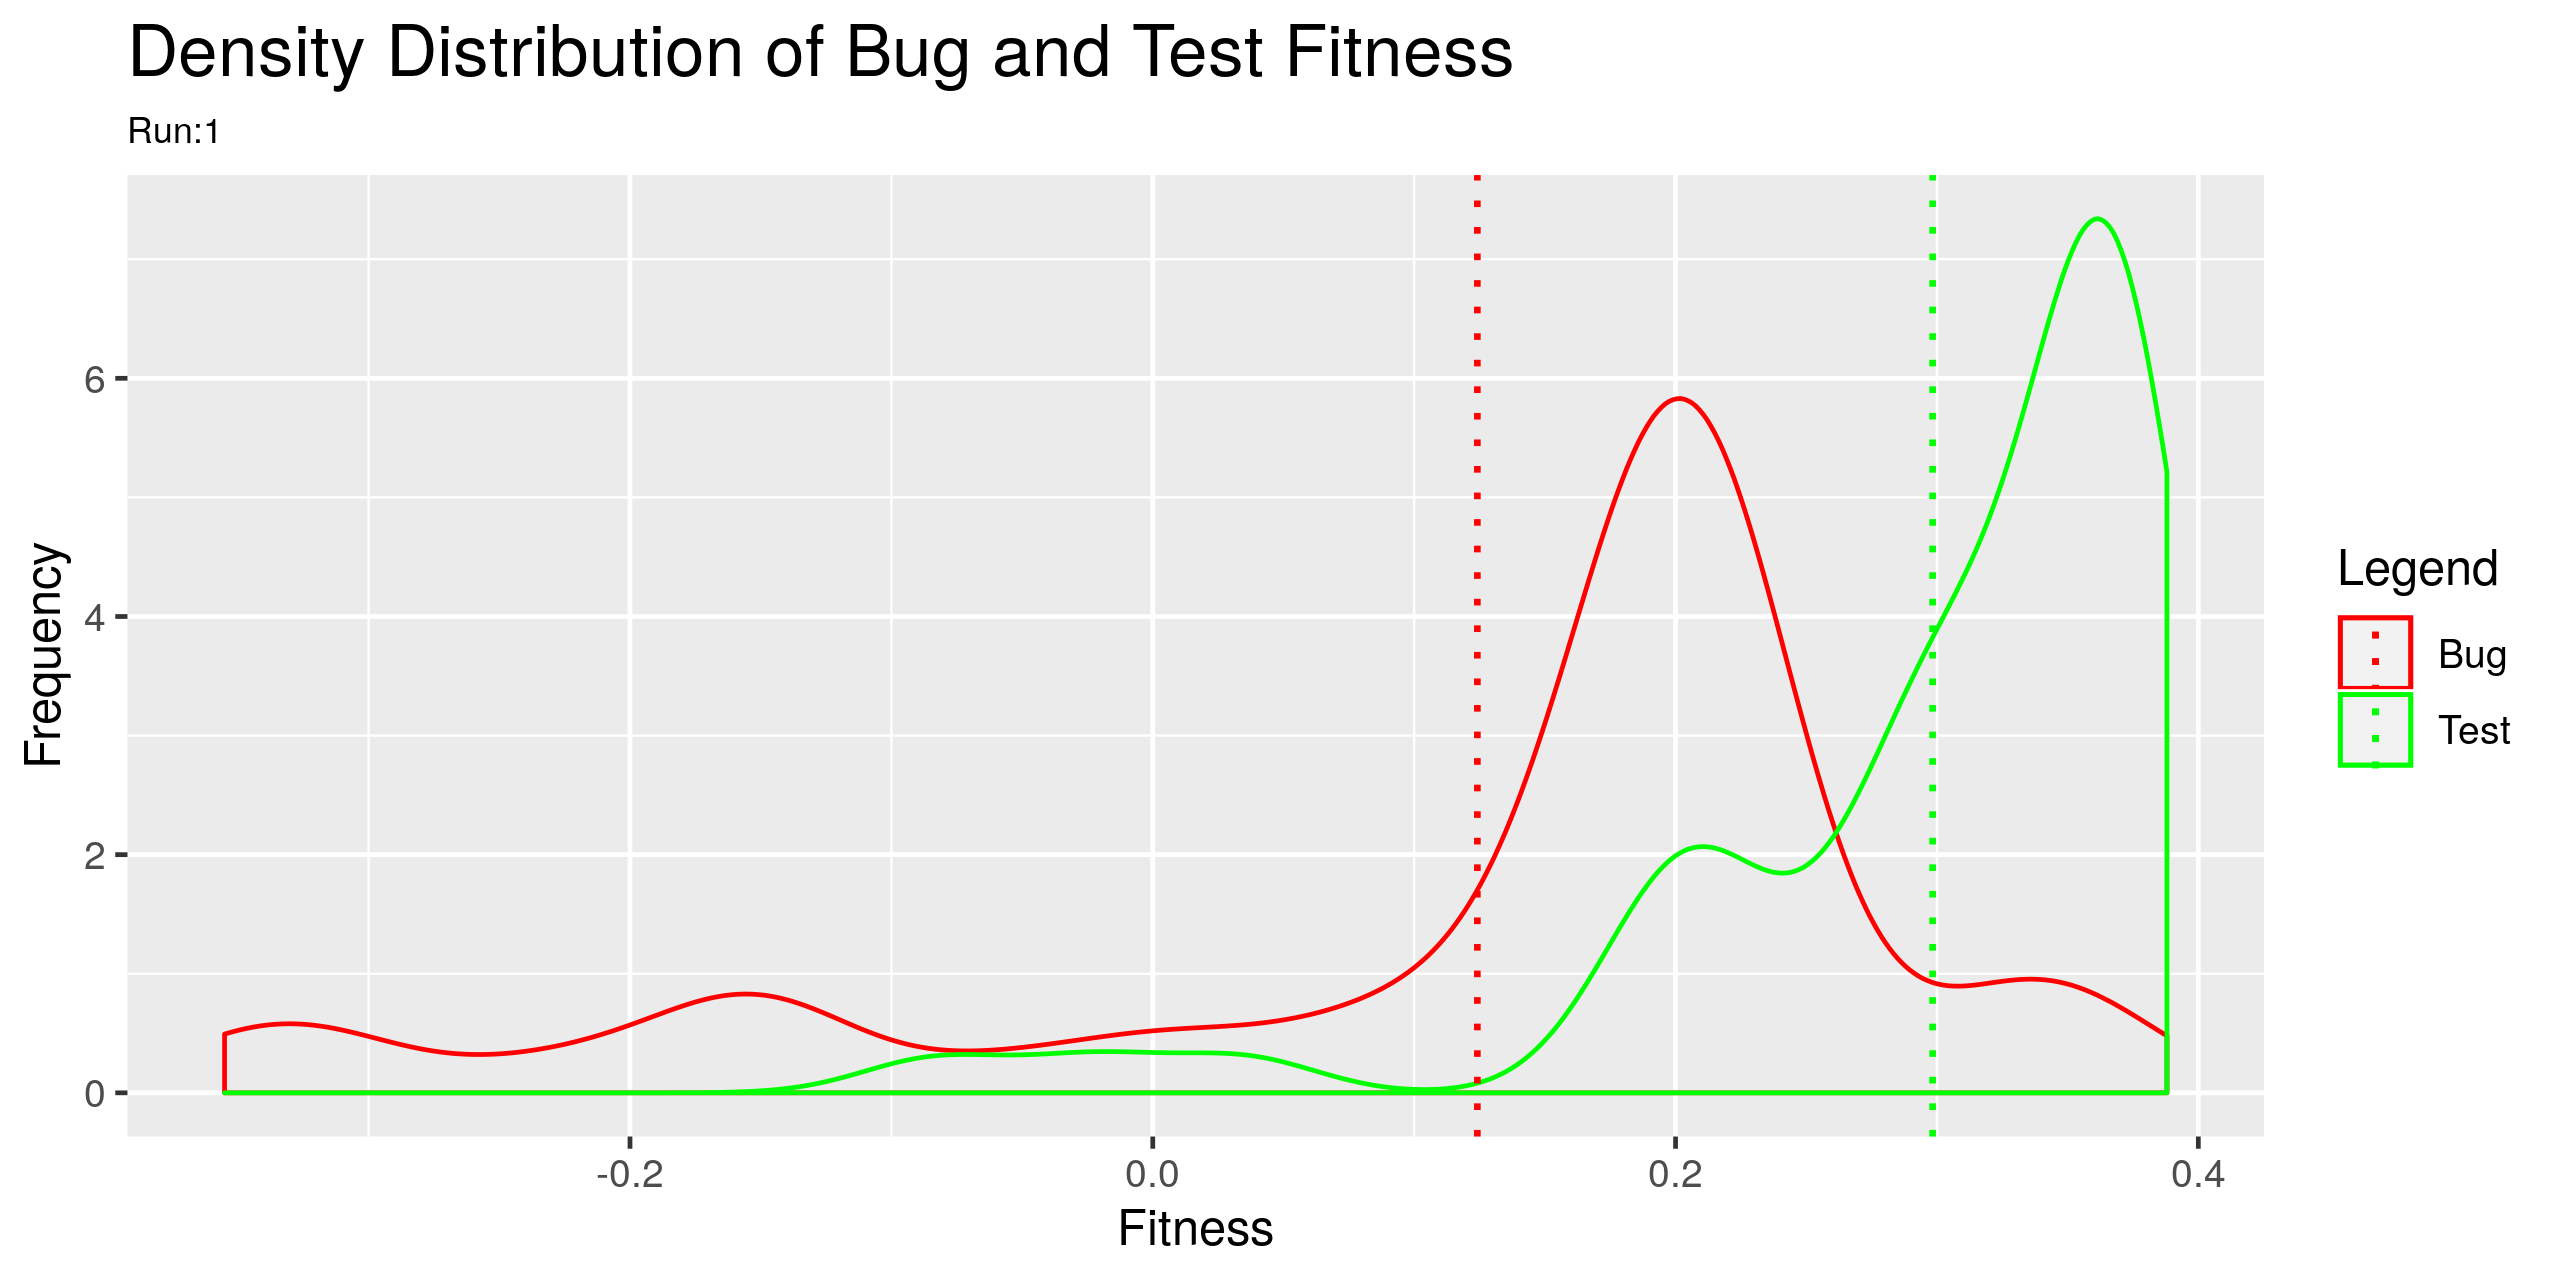 Density Distribution of Bug and Test Fitness
Run:1
Frequency
6
4
2
0
-0.2
0.0
0.2
0.4
Fitness
Legend
Bug
Test